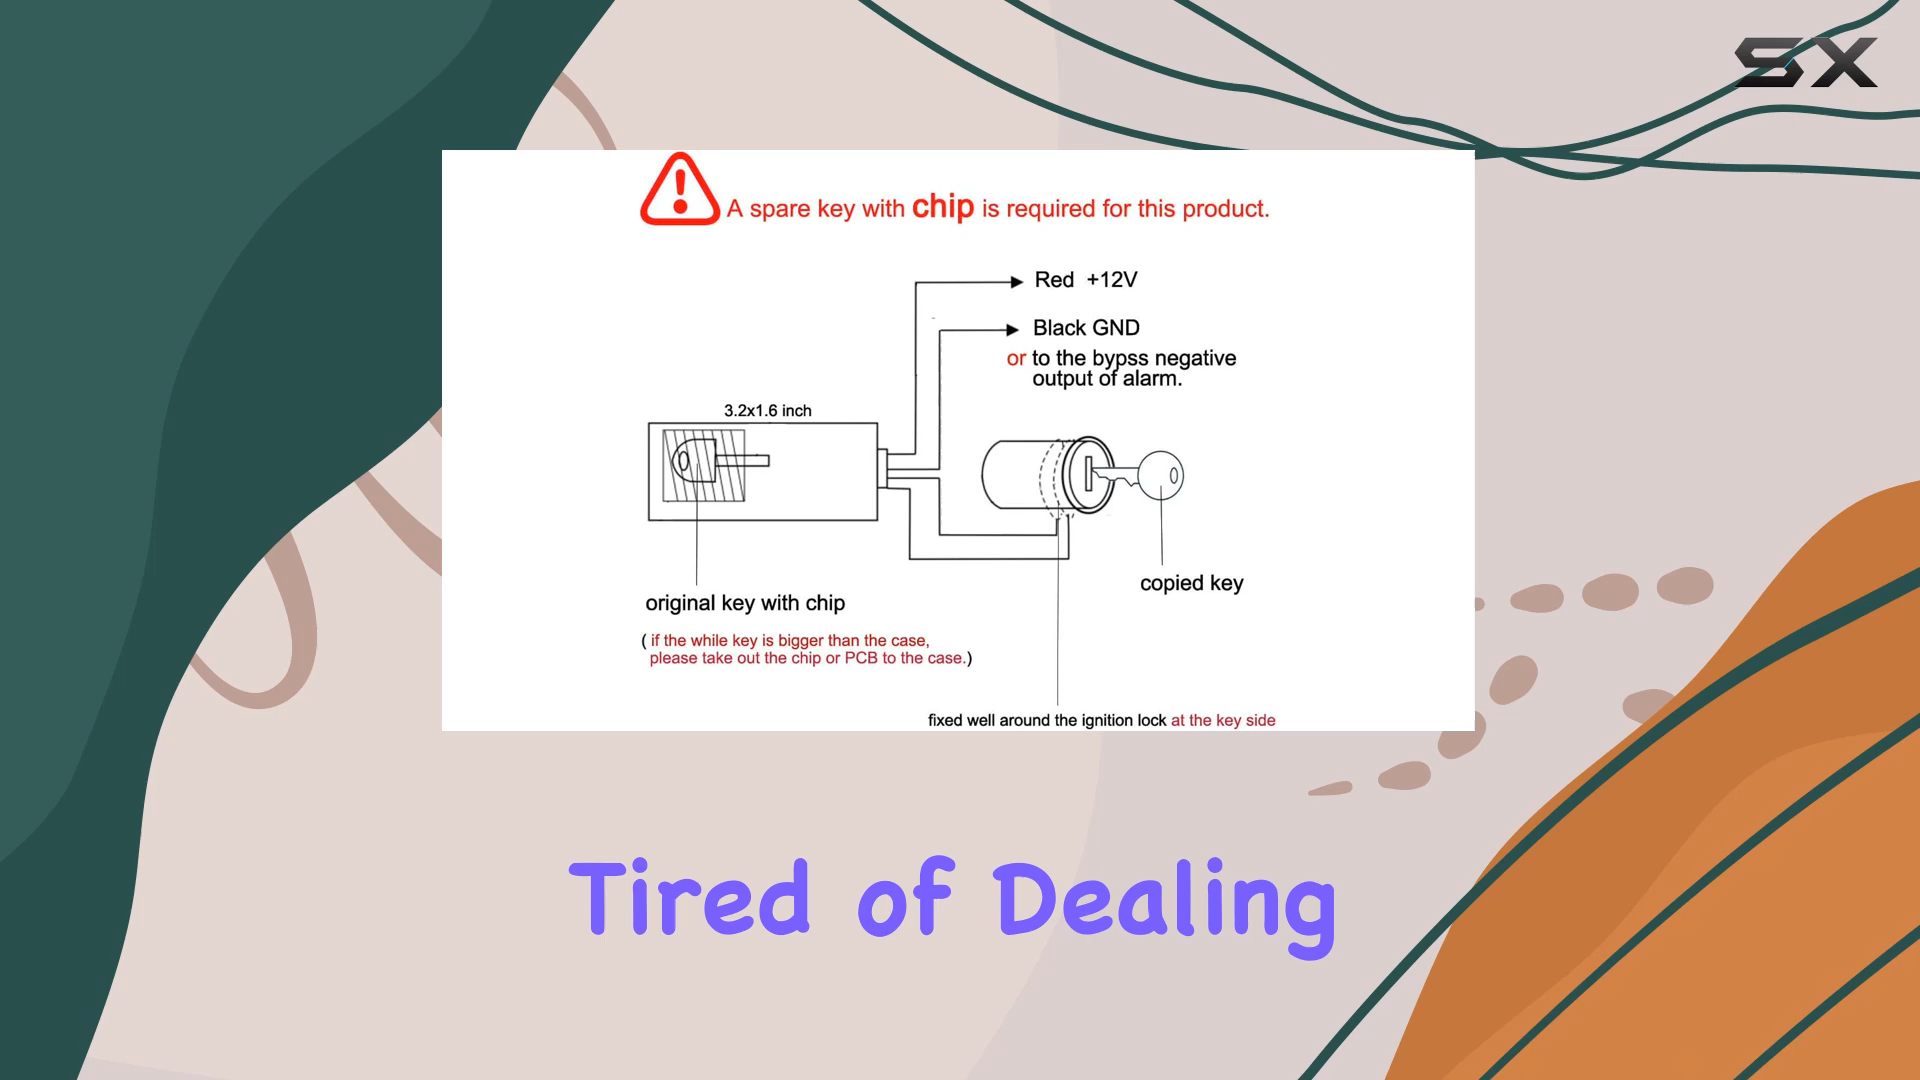 SX
A spare key with chip is required for this product.
Red +12V
Black GND
or to the bypss negative
output of alarm.
3.2x1.6 inch
original key with chip
( if the while key is bigger than the case,
please take out the chip or PCB to the case.)
copied key
fixed well around the ignition lock at the key side
Tired of Dealing